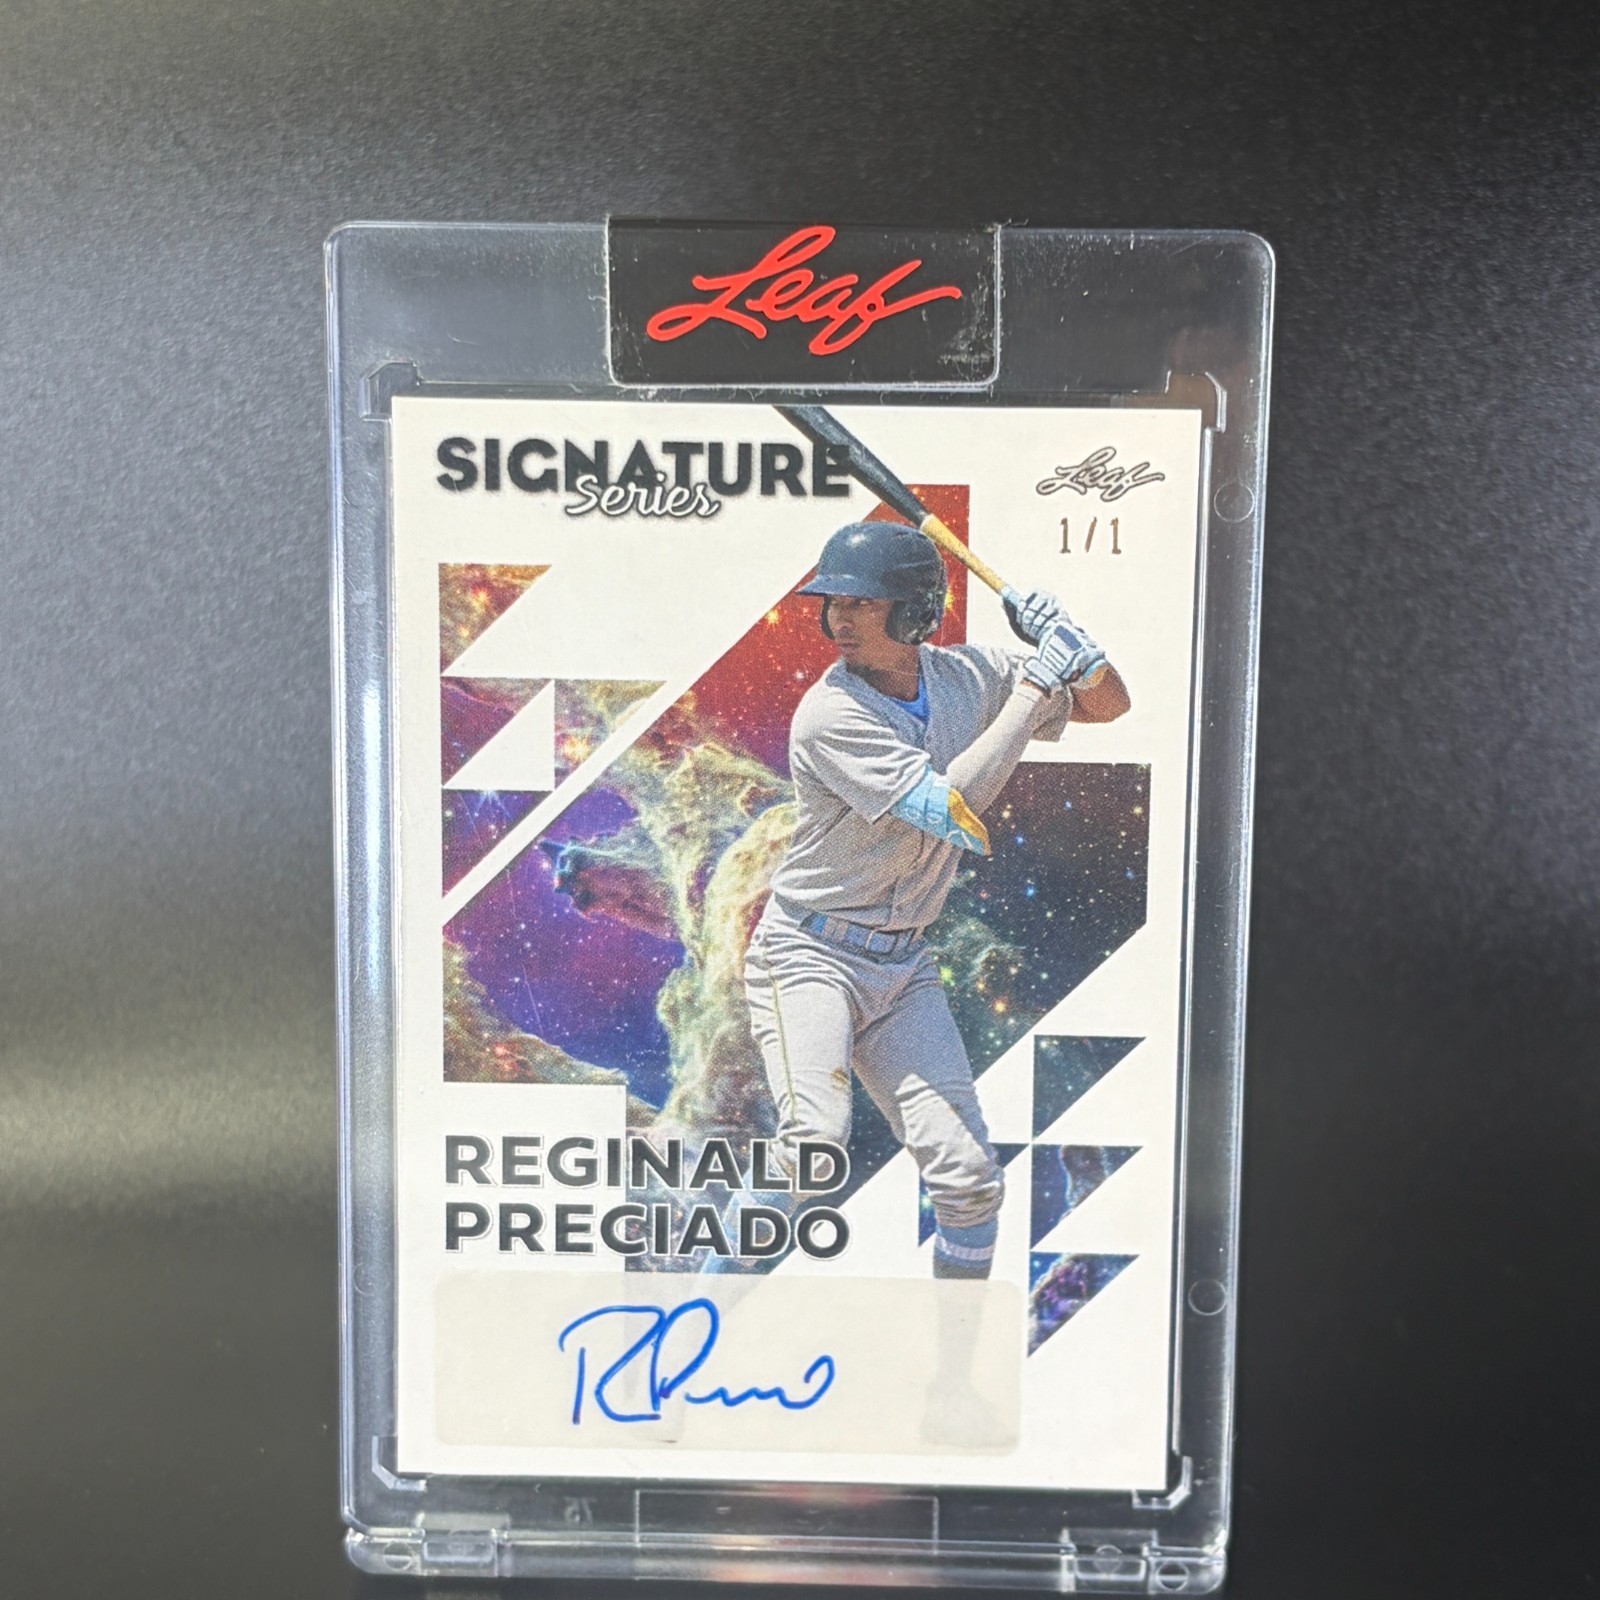 Leaf
SIGNATURE
Series
Leaf
1/1
REGINALD
PRECIADO